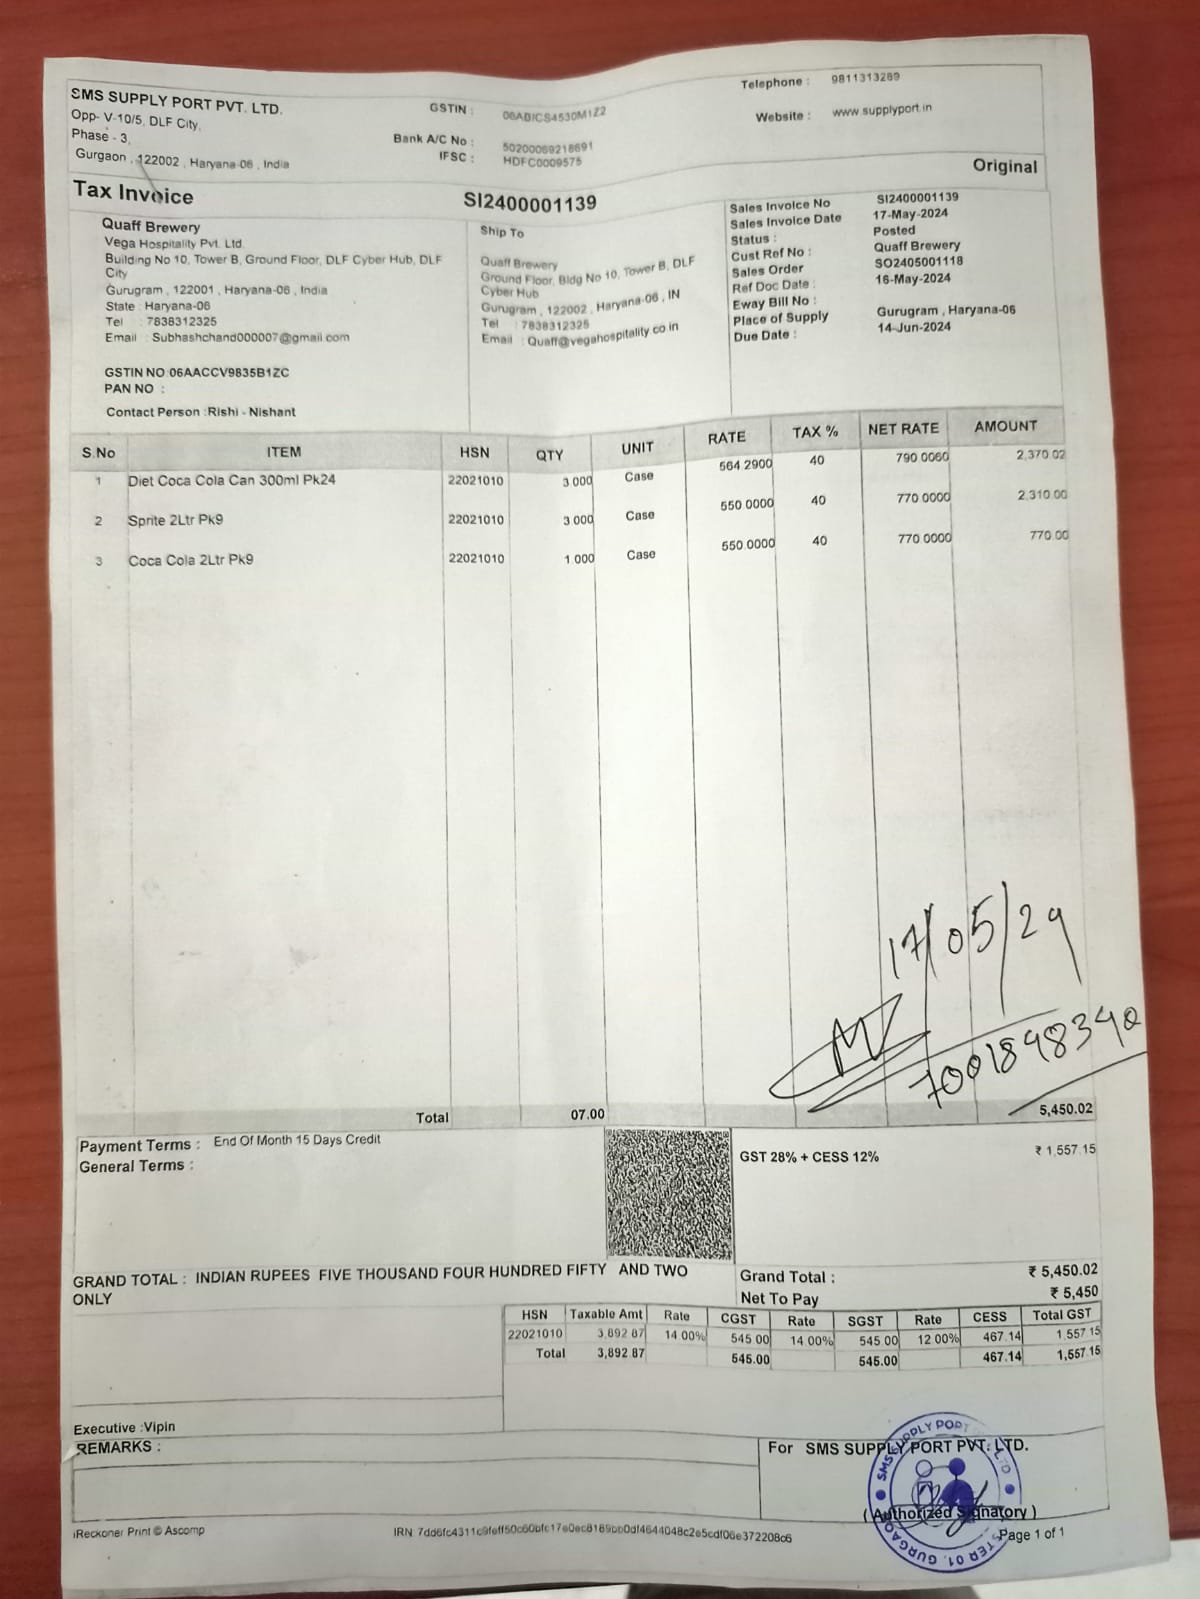 SMS SUPPLY PORT PVT. LTD.
Opp- V-10/5, DLF City,
Phase - 3,
Gurgaon , 122002 , Haryana-06 , India
GSTIN : 06ABICS4530M1Z2
Bank A/C No : 50200069218691
IFSC : HDFC0009575
Telephone : 9811313269
Website : www.supplyport.in
Original
Tax Invoice
SI2400001139
Quaff Brewery
Vega Hospitality Pvt. Ltd.
Building No 10, Tower B, Ground Floor, DLF Cyber Hub, DLF
City
Gurugram , 122001 , Haryana-06 , India
State : Haryana-06
Tel : 7838312325
Email : Subhashchand000007@gmail.com
GSTIN NO 06AACCV9835B1ZC
PAN NO :
Contact Person :Rishi - Nishant
Ship To
Quaff Brewery
Ground Floor, Bldg No 10, Tower B, DLF
Cyber Hub
Gurugram , 122002 , Haryana-06 , IN
Tel : 7838312325
Email : Quaff@vegahospitality.co.in
Sales Invoice No SI2400001139
Sales Invoice Date 17-May-2024
Status : Posted
Cust Ref No : Quaff Brewery
Sales Order SO2405001118
Ref Doc Date : 16-May-2024
Eway Bill No :
Place of Supply Gurugram , Haryana-06
Due Date : 14-Jun-2024
S.No ITEM HSN QTY UNIT RATE TAX % NET RATE AMOUNT
1 Diet Coca Cola Can 300ml Pk24 22021010 3.000 Case 564.2900 40 790.0060 2,370.02
2 Sprite 2Ltr Pk9 22021010 3.000 Case 550.0000 40 770.0000 2,310.00
3 Coca Cola 2Ltr Pk9 22021010 1.000 Case 550.0000 40 770.0000 770.00
17/05/24
7001898340
Total 07.00 5,450.02
Payment Terms : End Of Month 15 Days Credit
General Terms :
GST 28% + CESS 12% ₹ 1,557.15
GRAND TOTAL : INDIAN RUPEES FIVE THOUSAND FOUR HUNDRED FIFTY AND TWO
ONLY
Grand Total : ₹ 5,450.02
Net To Pay ₹ 5,450
HSN Taxable Amt Rate CGST Rate SGST Rate CESS Total GST
22021010 3,892.87 14.00% 545.00 14.00% 545.00 12.00% 467.14 1,557.15
Total 3,892.87 545.00 545.00 467.14 1,557.15
Executive :Vipin
REMARKS :
For SMS SUPPLY PORT PVT. LTD.
( Authorized Signatory )
iReckoner Print © Ascomp
Page 1 of 1